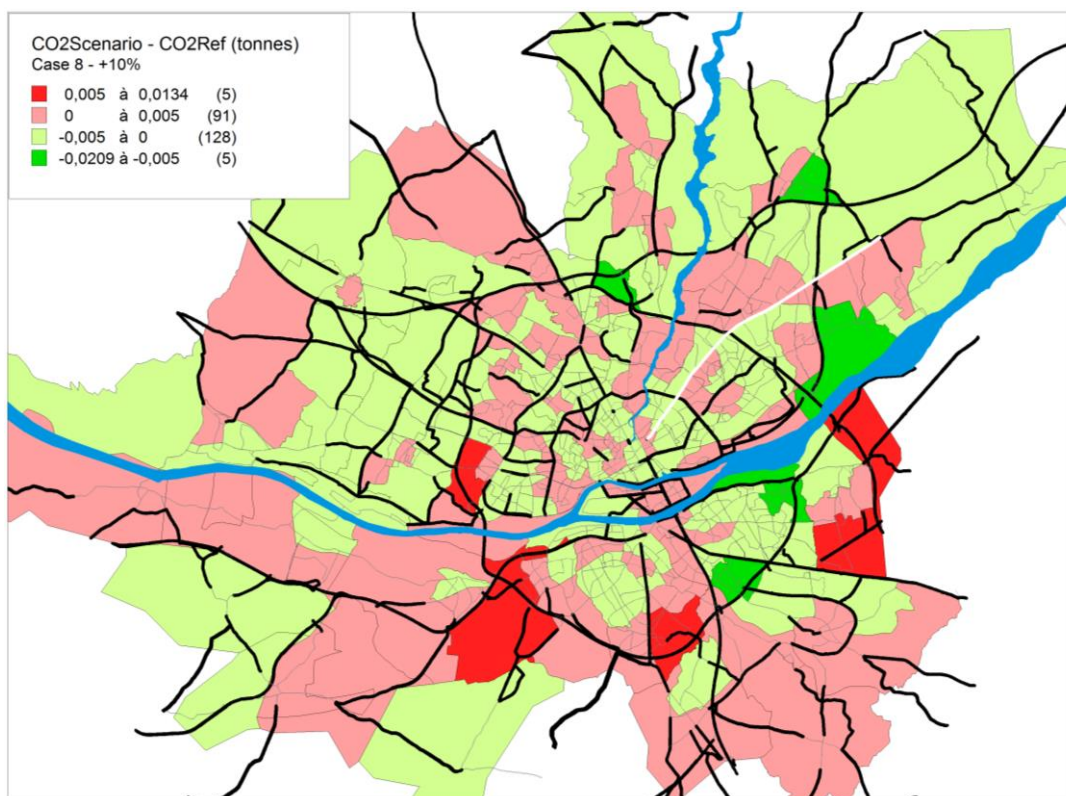 CO2Scenario - CO2Ref (tonnes)
Case 8 - +10%
0,005 à 0,0134 (5)
0 à 0,005 (91)
-0,005 à 0 (128)
-0,0209 à -0,005 (5)